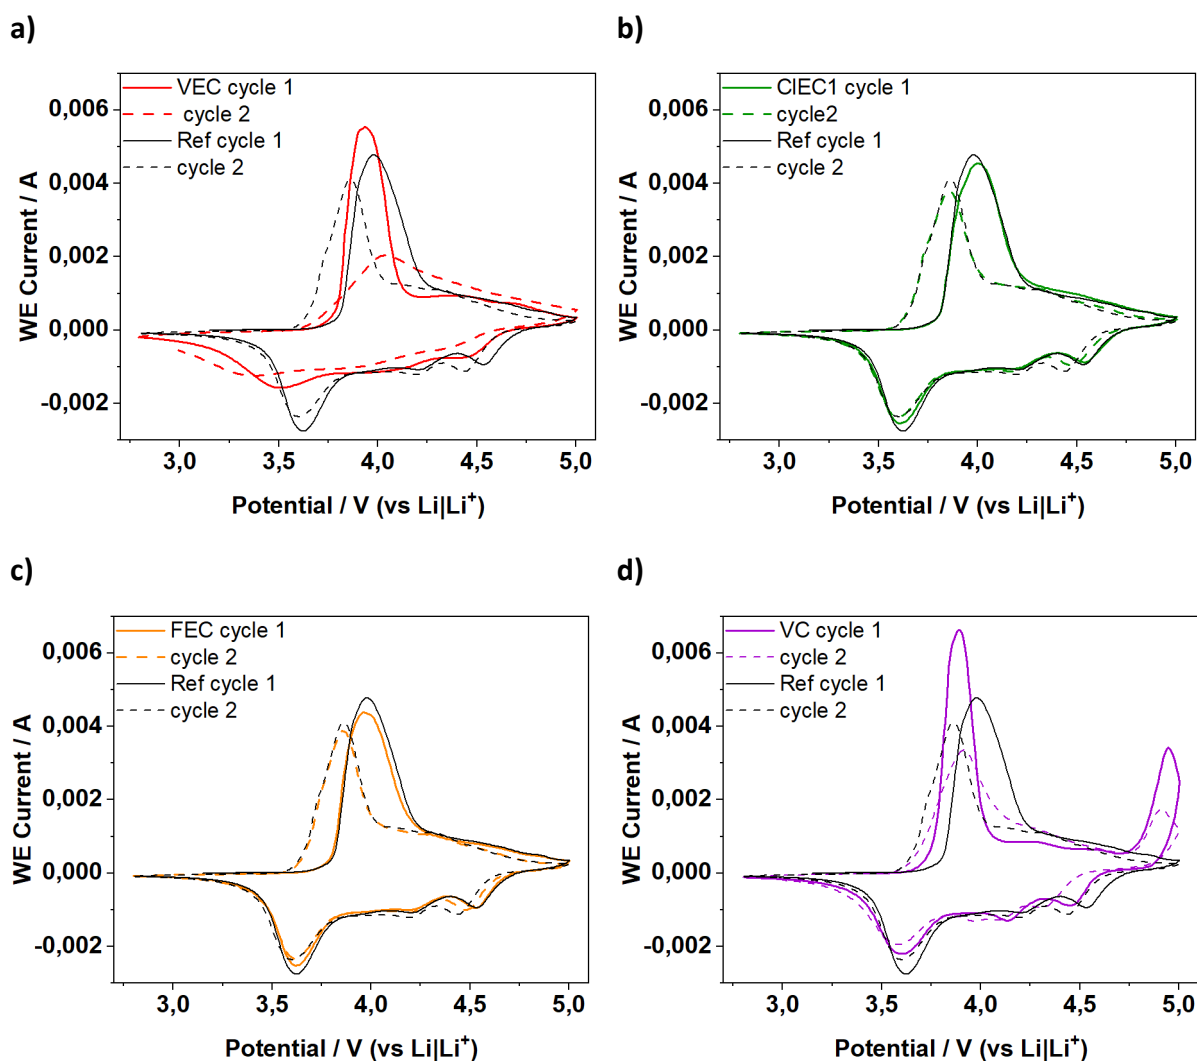 a)
VEC cycle 1
cycle 2
Ref cycle 1
cycle 2
0,006
0,004
0,002
0,000
-0,002
WE Current / A
3,0 3,5 4,0 4,5 5,0
Potential / V (vs Li|Li⁺)
b)
ClEC1 cycle 1
cycle2
Ref cycle 1
cycle 2
0,006
0,004
0,002
0,000
-0,002
WE Current / A
3,0 3,5 4,0 4,5 5,0
Potential / V (vs Li|Li⁺)
c)
FEC cycle 1
cycle 2
Ref cycle 1
cycle 2
0,006
0,004
0,002
0,000
-0,002
WE Current / A
3,0 3,5 4,0 4,5 5,0
Potential / V (vs Li|Li⁺)
d)
VC cycle 1
cycle 2
Ref cycle 1
cycle 2
0,006
0,004
0,002
0,000
-0,002
WE Current / A
3,0 3,5 4,0 4,5 5,0
Potential / V (vs Li|Li⁺)